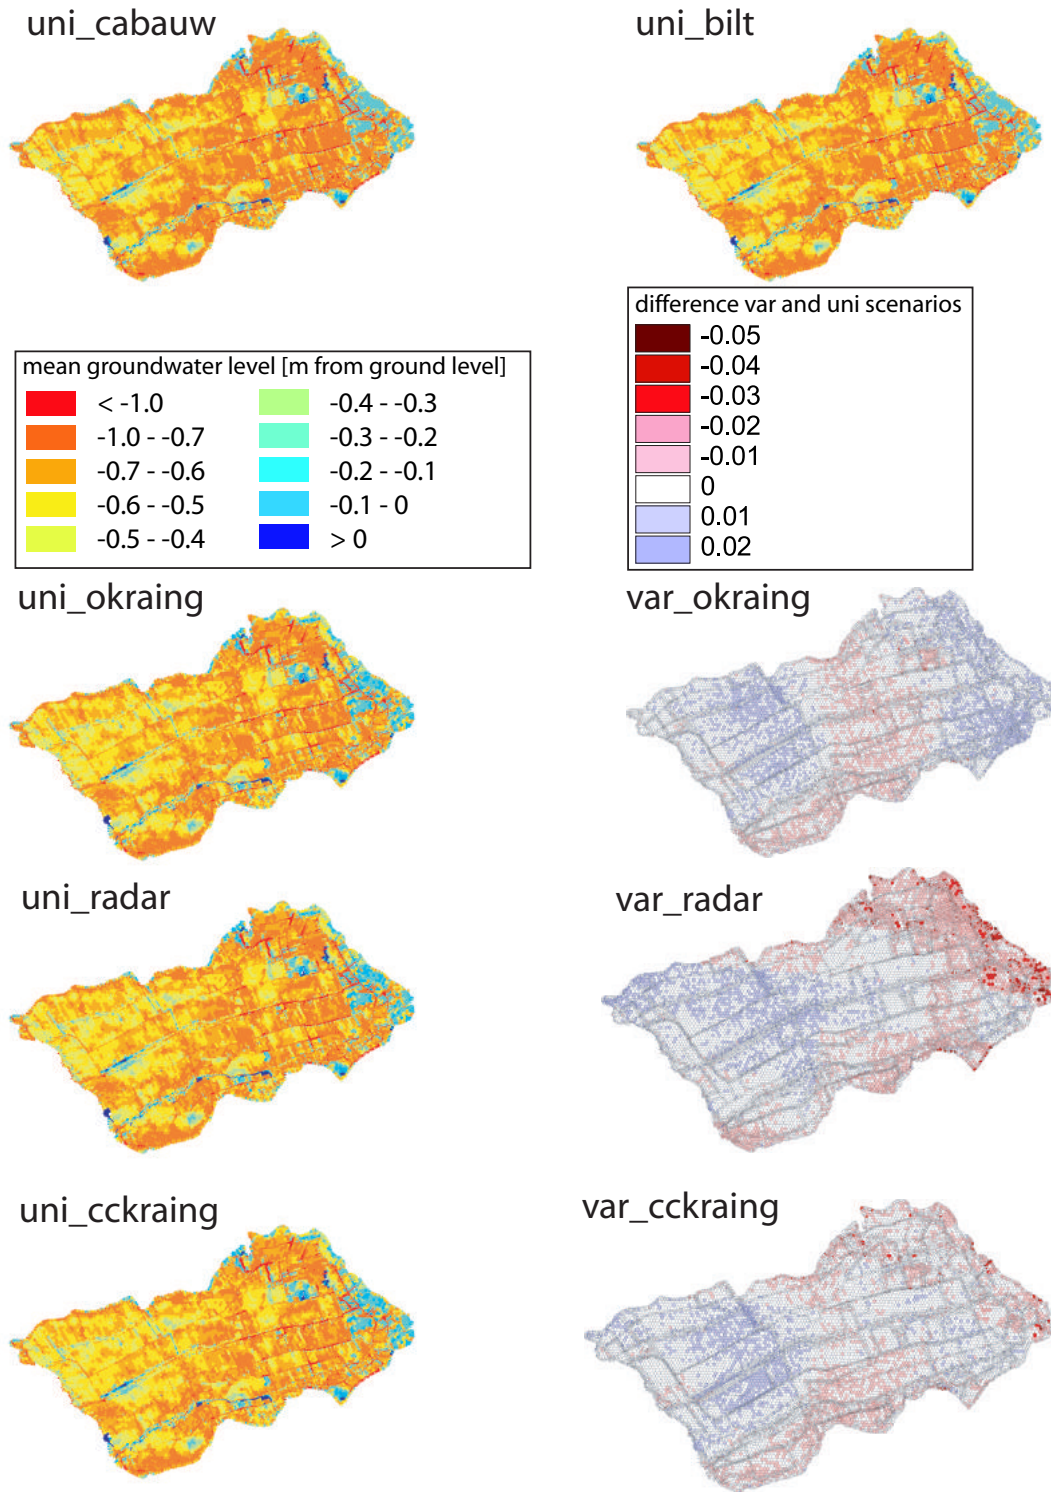 uni_cabauw
uni_bilt
difference var and uni scenarios
-0.05
-0.04
-0.03
-0.02
-0.01
0
0.01
0.02
mean groundwater level [m from ground level]
< -1.0
-1.0 - -0.7
-0.7 - -0.6
-0.6 - -0.5
-0.5 - -0.4
-0.4 - -0.3
-0.3 - -0.2
-0.2 - -0.1
-0.1 - 0
> 0
uni_okraing
var_okraing
uni_radar
var_radar
uni_cckraing
var_cckraing